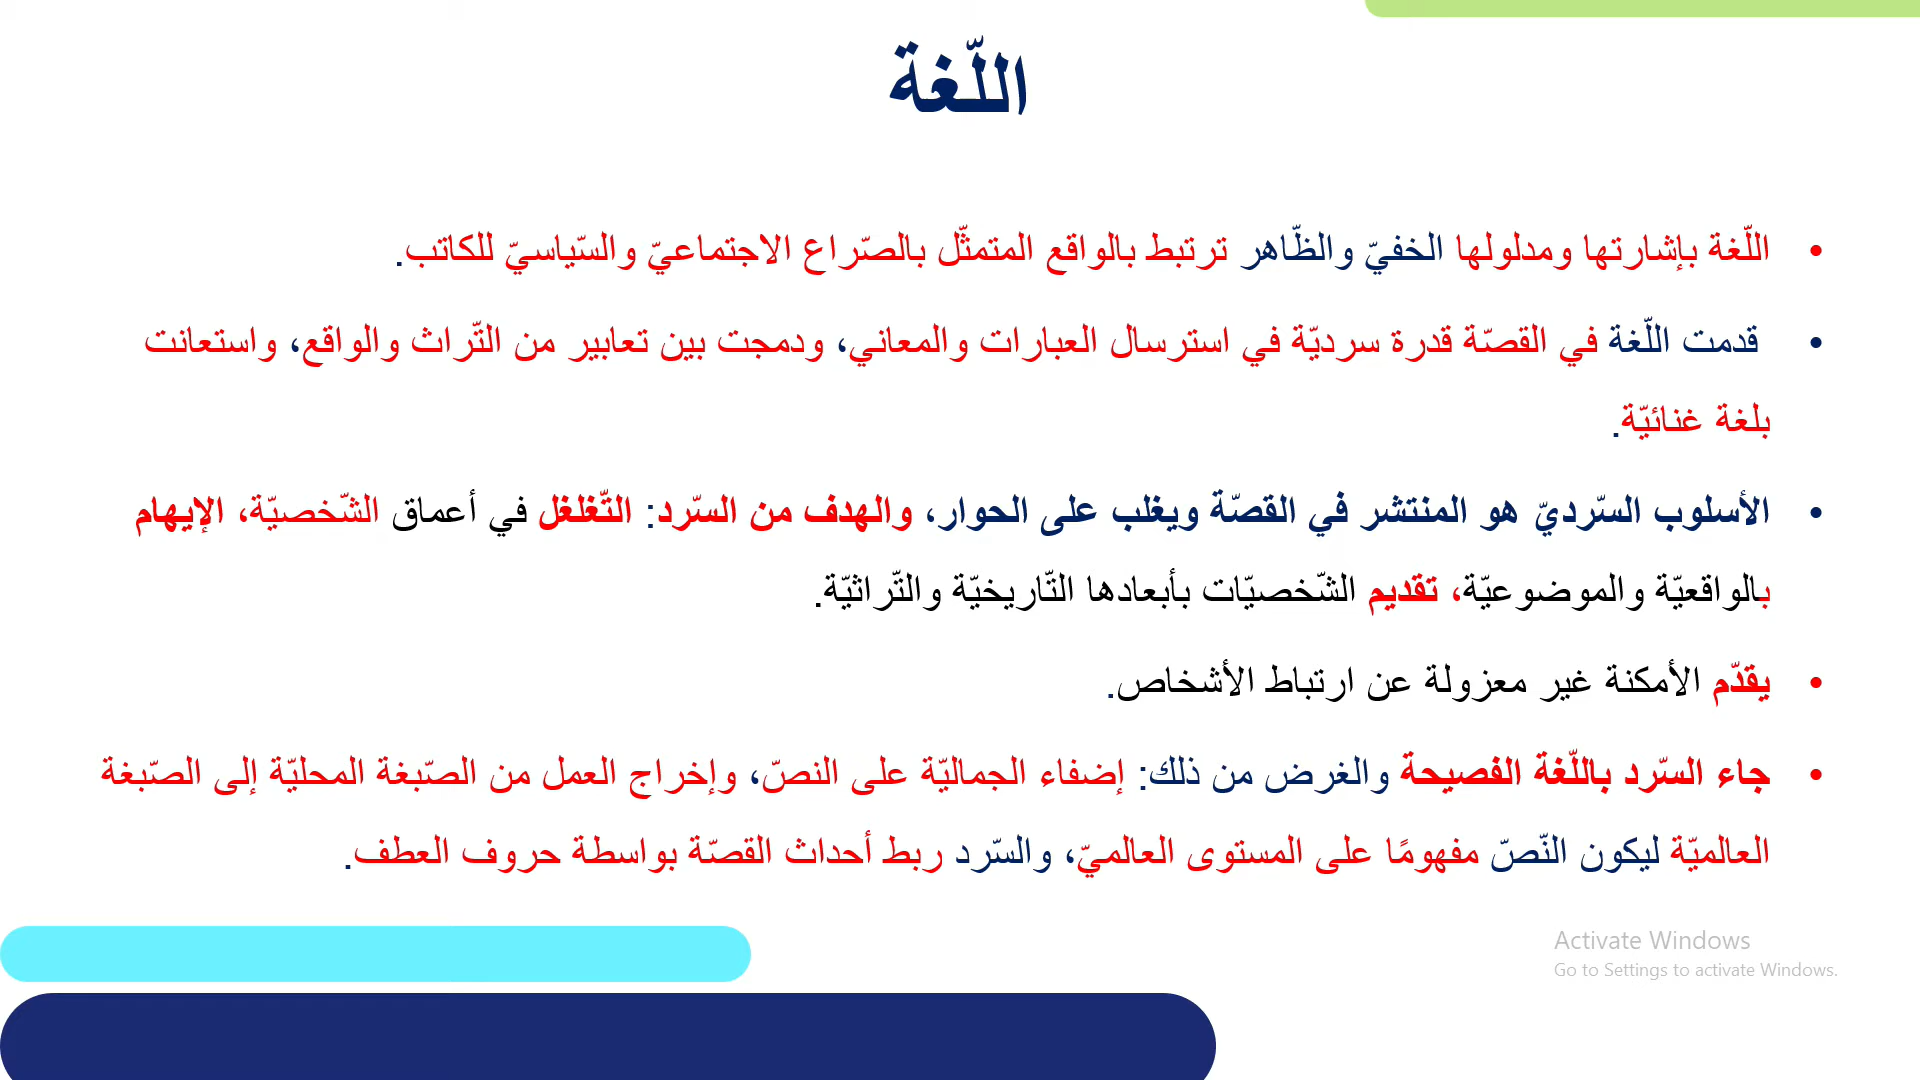 اللّغة
• اللّغة بإشارتها ومدلولها الخفيّ والظّاهر ترتبط بالواقع المتمثّل بالصّراع الاجتماعيّ والسّياسيّ للكاتب.
• قدمت اللّغة في القصّة قدرة سرديّة في استرسال العبارات والمعاني، ودمجت بين تعابير من التّراث والواقع، واستعانت
بلغة غنائيّة.
• الأسلوب السّرديّ هو المنتشر في القصّة ويغلب على الحوار، والهدف من السّرد: التّغلغل في أعماق الشّخصيّة، الإيهام
بالواقعيّة والموضوعيّة، تقديم الشّخصيّات بأبعادها التّاريخيّة والتّراثيّة.
• يقدّم الأمكنة غير معزولة عن ارتباط الأشخاص.
• جاء السّرد باللّغة الفصيحة والغرض من ذلك: إضفاء الجماليّة على النصّ، وإخراج العمل من الصّبغة المحليّة إلى الصّبغة
العالميّة ليكون النّصّ مفهومًا على المستوى العالميّ، والسّرد ربط أحداث القصّة بواسطة حروف العطف.
Activate Windows
Go to Settings to activate Windows.